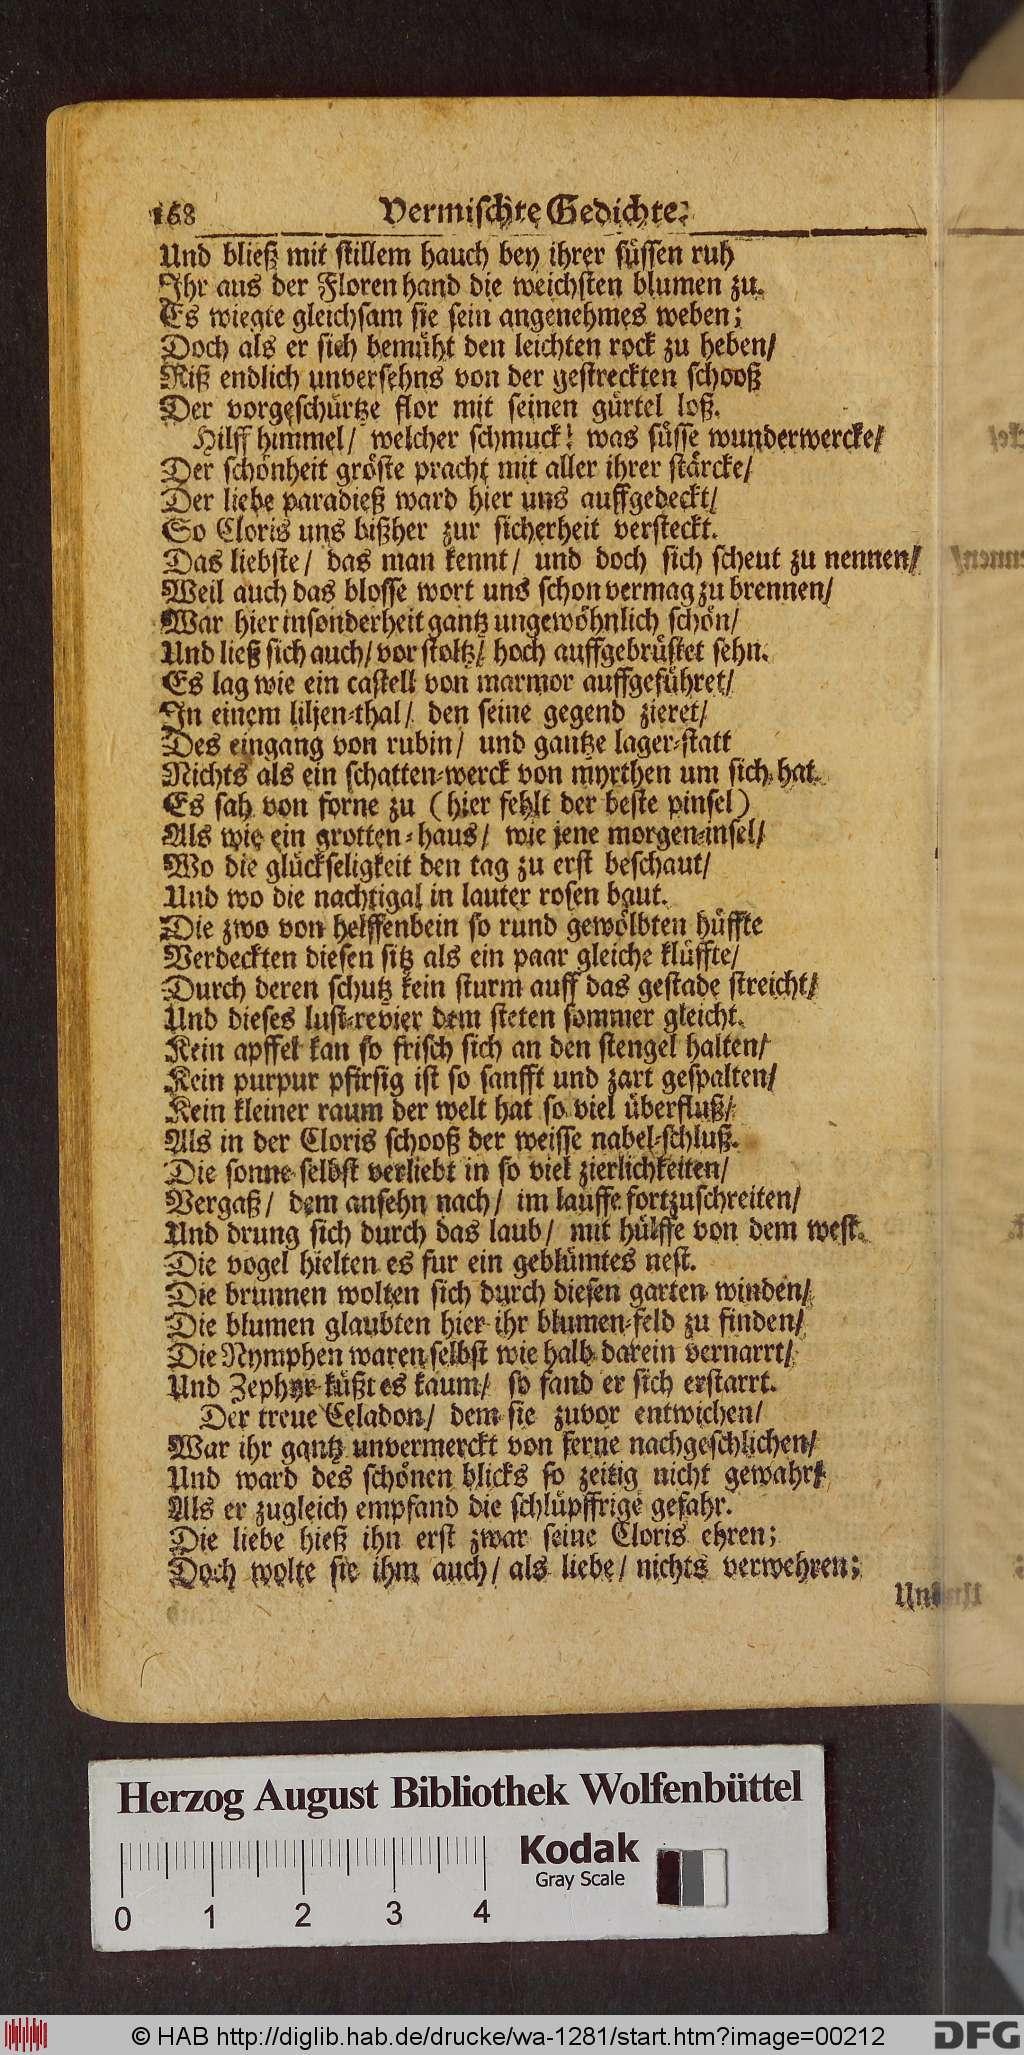 168 Vermischte Gedichte.
Und bließ mit stillem hauch bey ihrer süssen ruh
Ihr aus der Floren hand die weichsten blumen zu.
Es wiegte gleichsam sie sein angenehmes weben;
Doch als er sich bemüht den leichten rock zu heben/
Riß endlich unversehns von der gestreckten schooß
Der vorgeschürtze flor mit seinen gürtel loß.
Hilff himmel/ welcher schmuck! was süsse wunderwercke/
Der schönheit gröste pracht mit aller ihrer stärcke/
Der liebe paradieß ward hier uns auffgedeckt/
So Cloris uns bißher zur sicherheit versteckt.
Das liebste/ das man kennt/ und doch sich scheut zu nennen/
Weil auch das blosse wort uns schon vermag zu brennen/
War hier insonderheit gantz ungewöhnlich schön/
Und ließ sich auch/ vor stoltz/ hoch auffgebrüstet sehn.
Es lag wie ein castell von marmor auffgeführet/
In einem liljen-thal/ den seine gegend zieret/
Des eingang von rubin/ und gantze lager-statt
Nichts als ein schatten-werck von myrthen um sich hat.
Es sah von forne zu (hier fehlt der beste pinsel)
Als wie ein grotten-haus/ wie jene morgen-insel/
Wo die glückseligkeit den tag zu erst beschaut/
Und wo die nachtigal in lauter rosen baut.
Die zwo von helffenbein so rund gewölbten hüffte
Verdeckten diesen sitz als ein paar gleiche klüffte/
Durch deren schutz kein sturm auff das gestade streicht/
Und dieses lust-revier dem steten sommer gleicht.
Kein apffel kan so frisch sich an den stengel halten/
Kein purpur pfirsig ist so sanfft und zart gespalten/
Kein kleiner raum der welt hat so viel überfluß/
Als in der Cloris schooß der weisse nabel-schluß.
Die sonne selbst verliebt in so viel zierlichkeiten/
Vergaß/ dem ansehn nach/ im lauffe fortzuschreiten/
Und drung sich durch das laub/ mit hülffe von dem west.
Die vogel hielten es fur ein geblümtes nest.
Die brunnen wolten sich durch diesen garten winden/
Die blumen glaubten hier ihr blumen-feld zu finden/
Die Nymphen waren selbst wie halb darein vernarrt/
Und Zephyr küßt es kaum/ so fand er sich erstarrt.
Der treue Celadon/ dem sie zuvor entwichen/
War ihr gantz unvermerckt von ferne nachgeschlichen/
Und ward des schönen blicks so zeitig nicht gewahr/
Als er zugleich empfand die schlüpffrige gefahr.
Die liebe hieß ihn erst zwar seine Cloris ehren;
Doch wolte sie ihm auch/ als liebe/ nichts verwehren;
Und
Herzog August Bibliothek Wolfenbüttel
Kodak
Gray Scale
0 1 2 3 4
© HAB http://diglib.hab.de/drucke/wa-1281/start.htm?image=00212
DFG